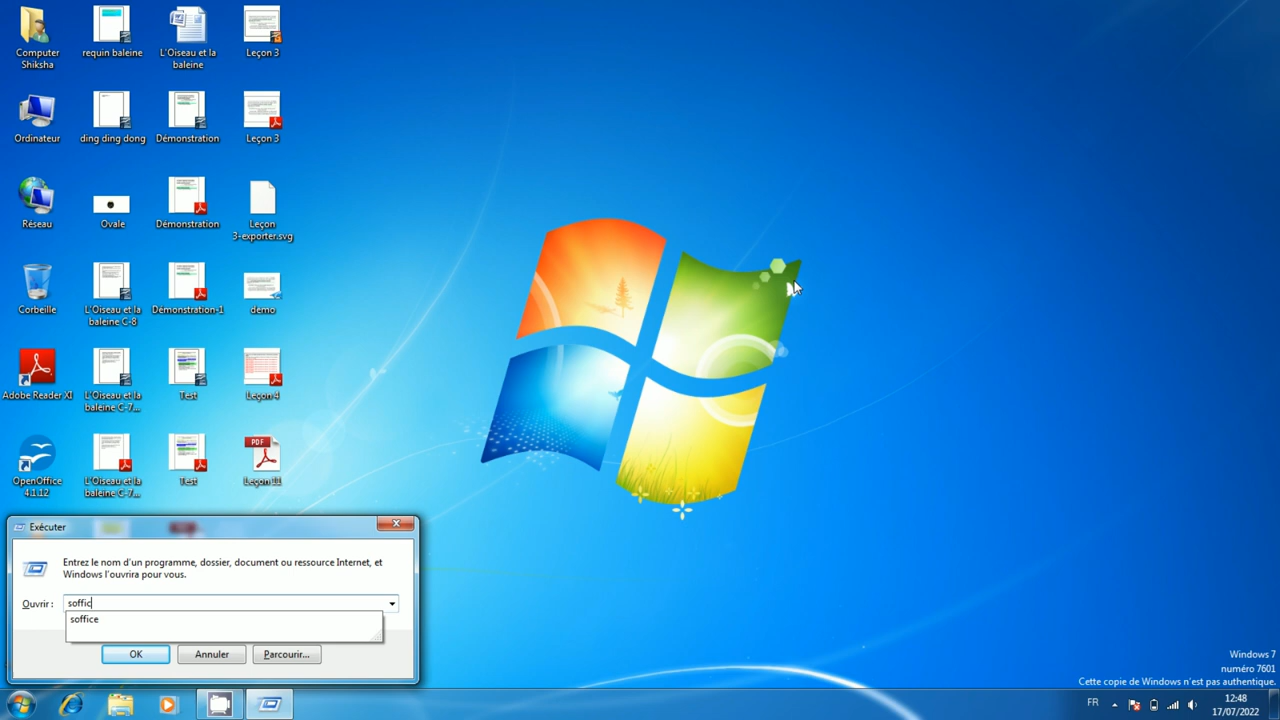 Computer
Shiksha
requin baleine
L'Oiseau et la
baleine
Leçon 3
Ordinateur
ding ding dong
Démonstration
Leçon 3
Réseau
Ovale
Démonstration
Leçon
3-exporter.svg
Corbeille
L'Oiseau et la
baleine C-8
Démonstration-1
démo
Adobe Reader XI
L'Oiseau et la
baleine C-7...
Test
Leçon 4
OpenOffice
4.1.12
L'Oiseau et la
baleine C-7...
Test
PDF
Leçon 11
Exécuter
Entrez le nom d'un programme, dossier, document ou ressource Internet, et
Windows l'ouvrira pour vous.
Ouvrir :
soffic
soffice
OK
Annuler
Parcourir...
Windows 7
numéro 7601
Cette copie de Windows n'est pas authentique.
FR
12:48
17/07/2022